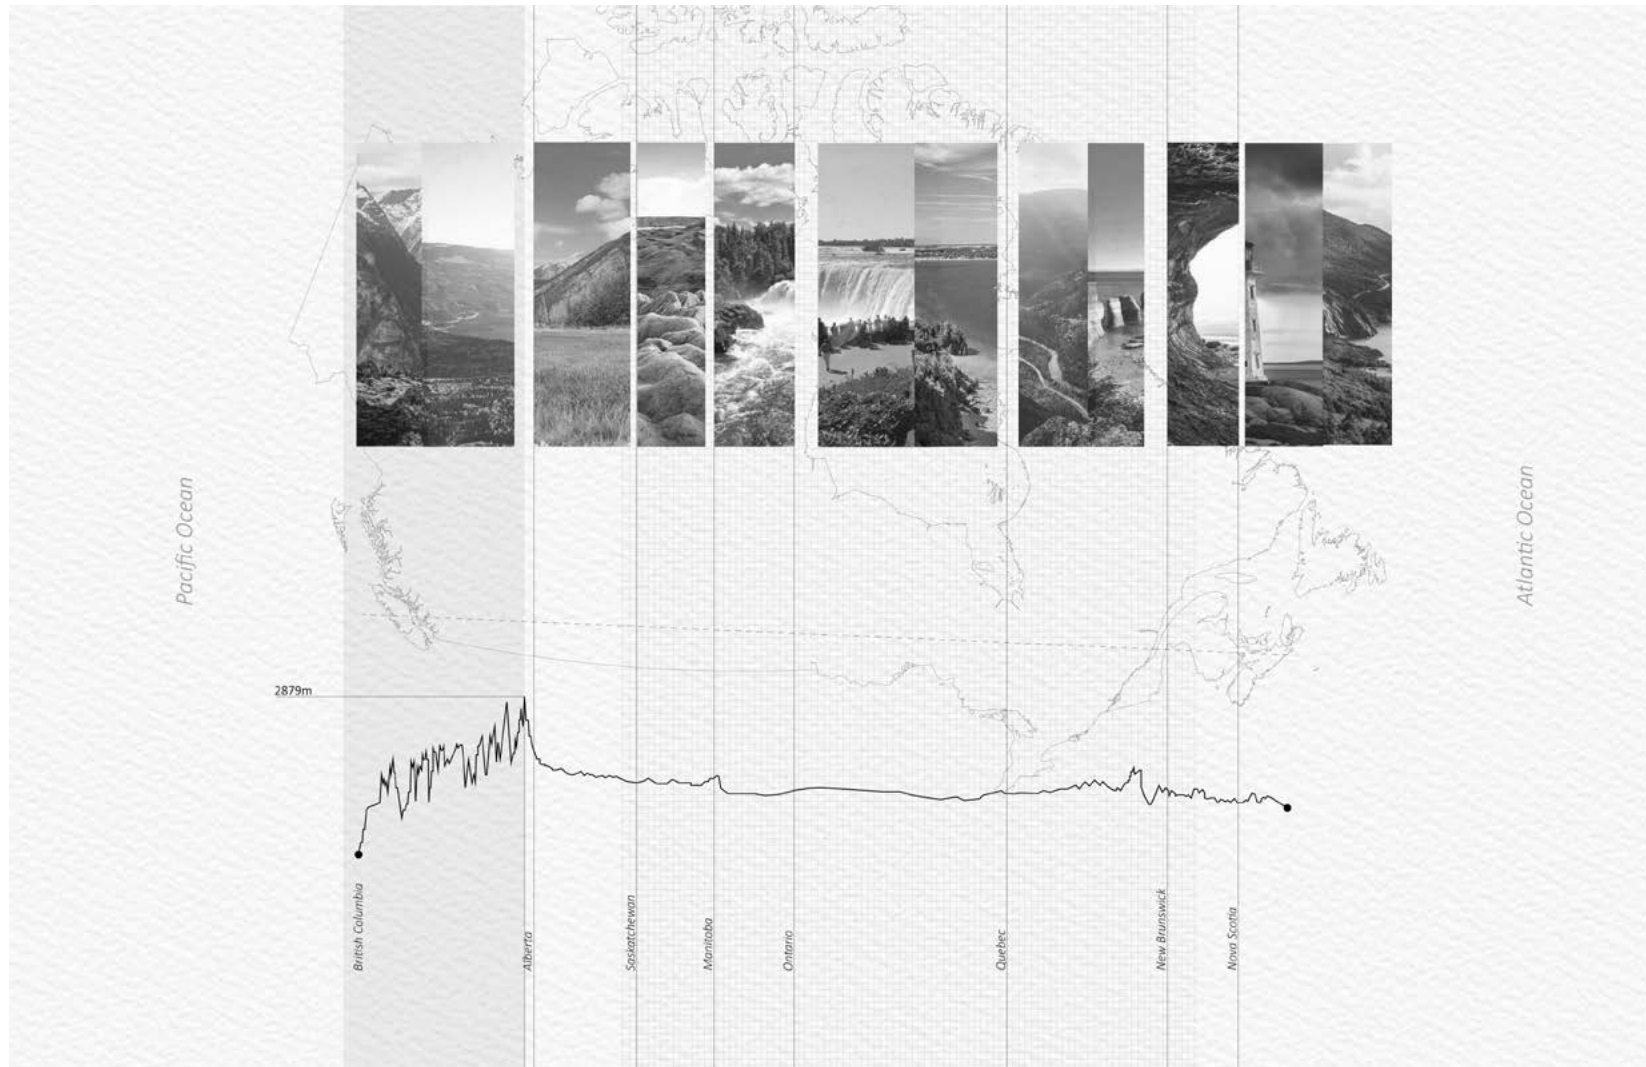 Pacific Ocean
Atlantic Ocean
2879m
British Columbia
Alberta
Saskatchewan
Manitoba
Ontario
Quebec
New Brunswick
Nova Scotia